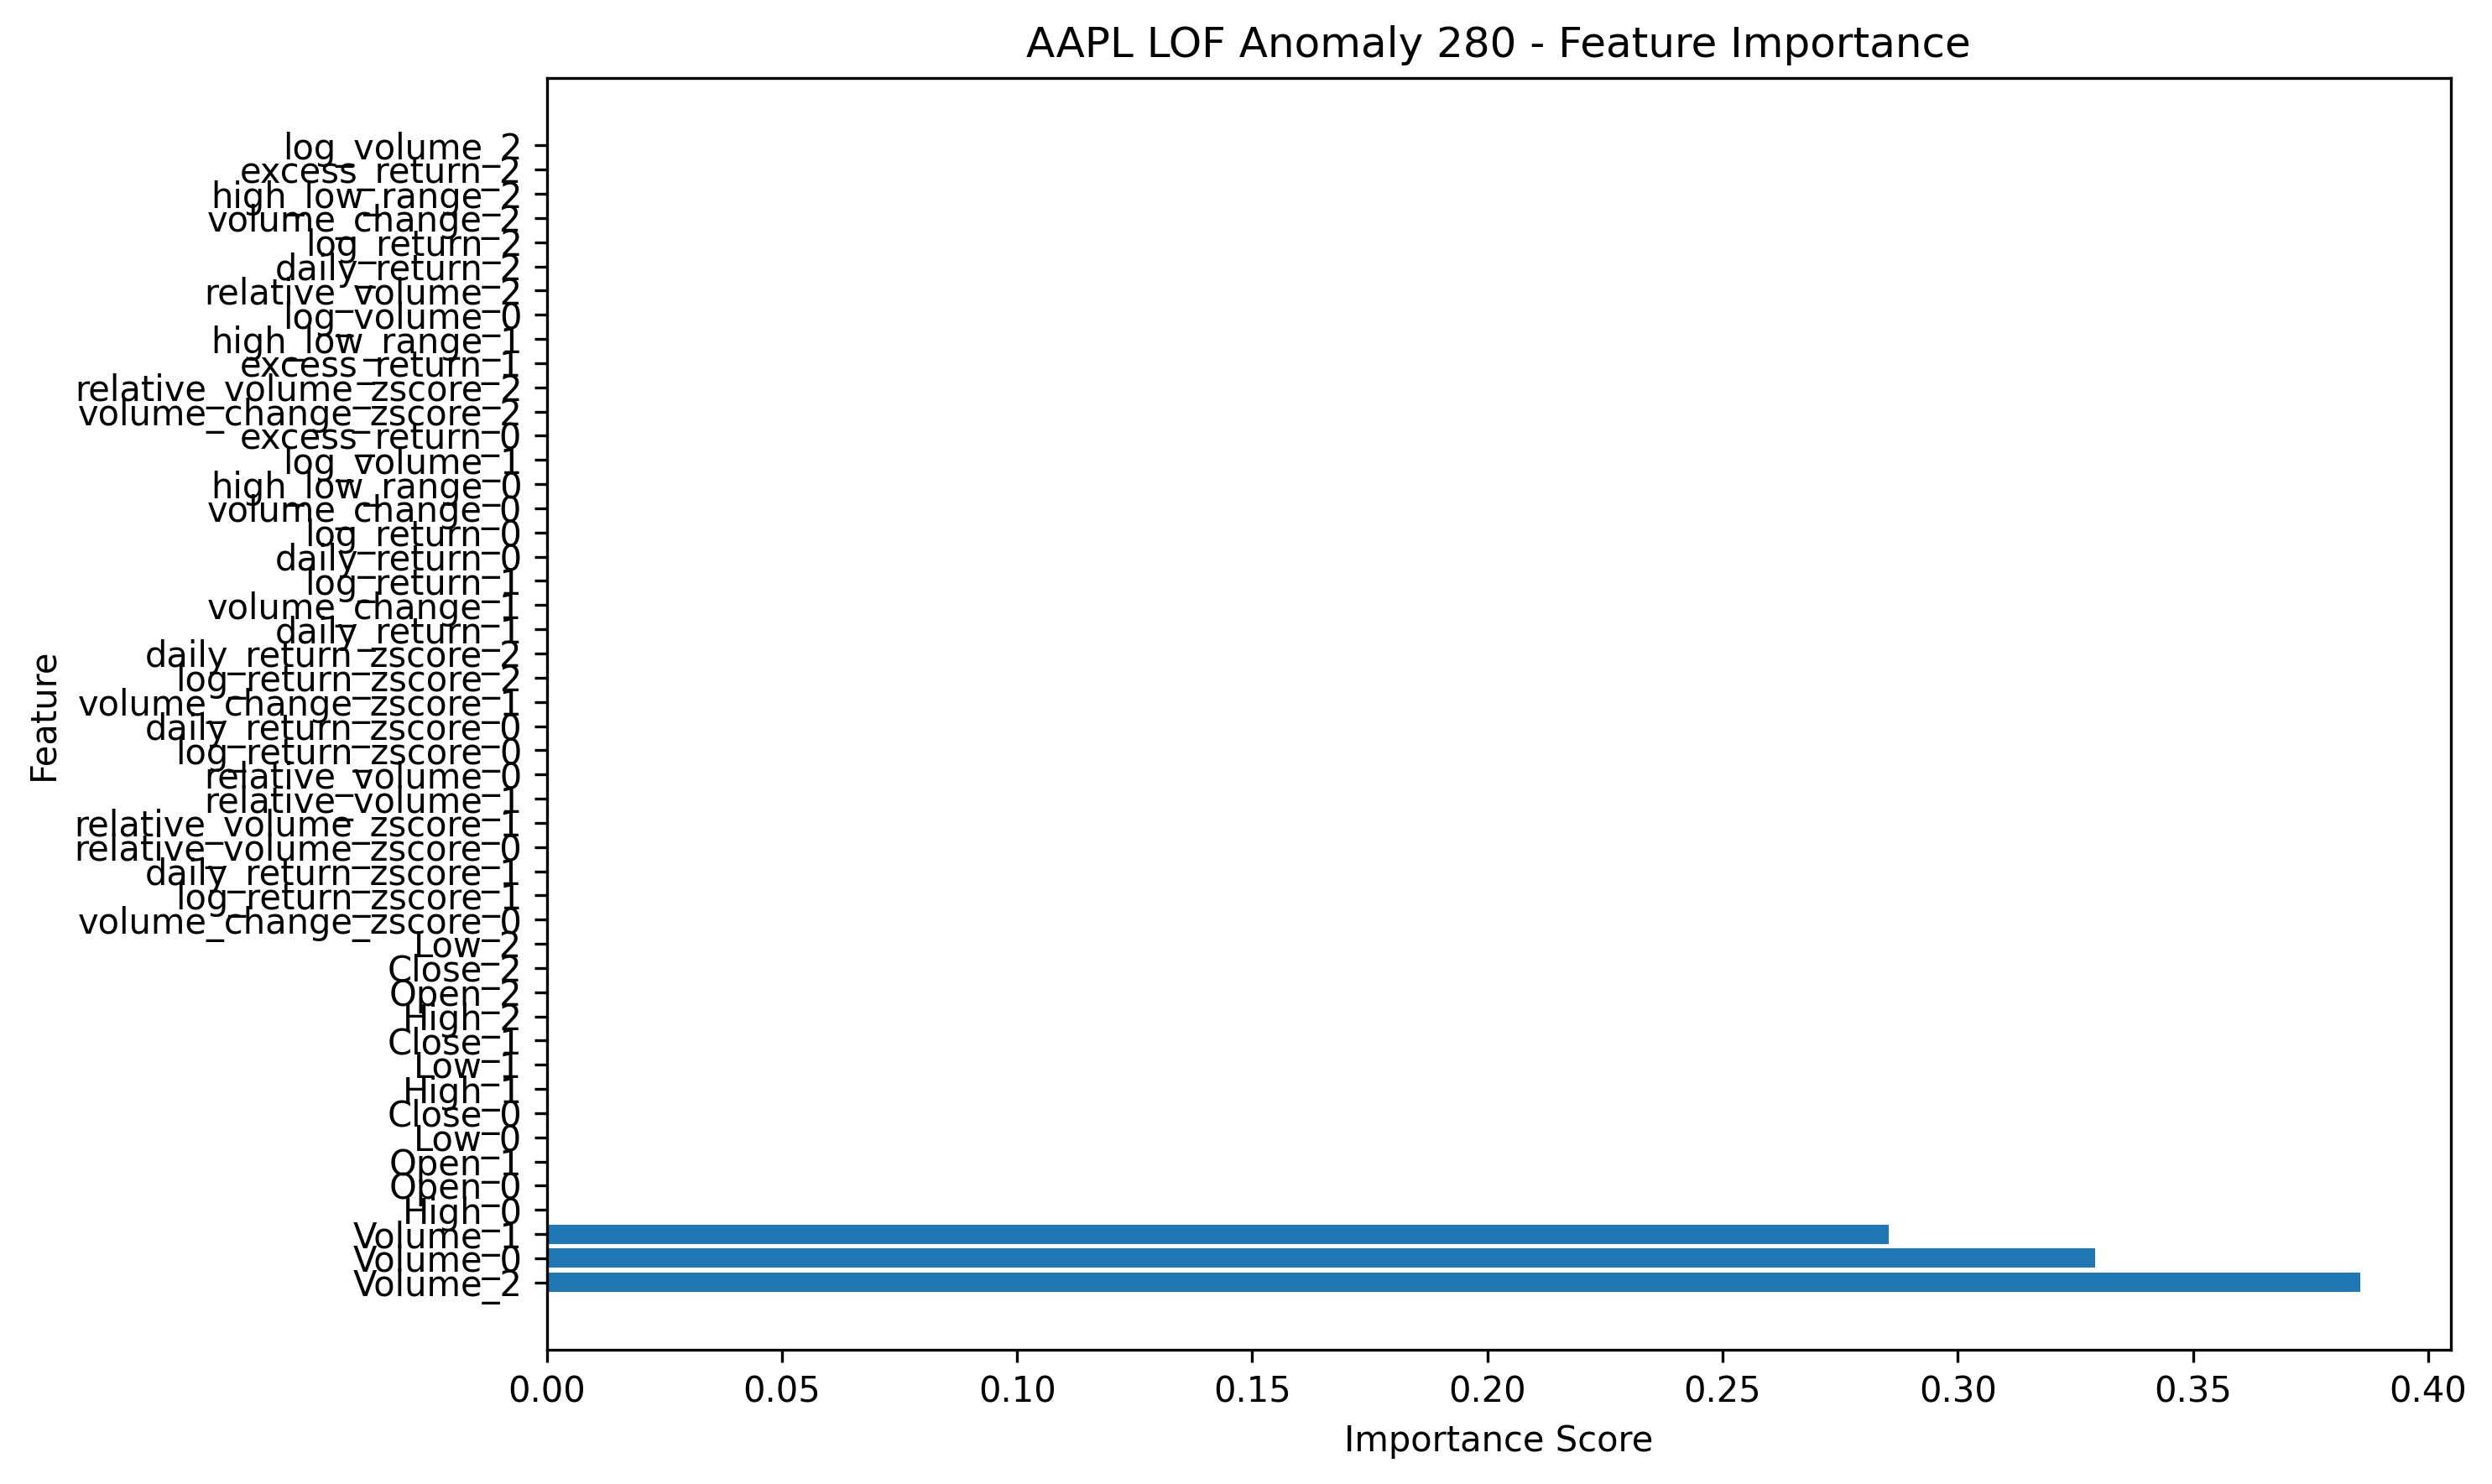 AAPL LOF Anomaly 280 - Feature Importance
log_volume_2
excess_return_2
high_low_range_2
volume_change_2
log_return_2
daily_return_2
relative_volume_2
log_volume_0
high_low_range_1
excess_return_1
relative_volume_zscore_2
volume_change_zscore_2
excess_return_0
log_volume_1
high_low_range_0
volume_change_0
log_return_0
daily_return_0
log_return_1
volume_change_1
daily_return_1
daily_return_zscore_2
log_return_zscore_2
volume_change_zscore_1
daily_return_zscore_0
log_return_zscore_0
relative_volume_0
relative_volume_1
relative_volume_zscore_1
relative_volume_zscore_0
daily_return_zscore_1
log_return_zscore_1
volume_change_zscore_0
Low_2
Close_2
Open_2
High_2
Close_1
Low_1
High_1
Close_0
Low_0
Open_1
Open_0
High_0
Volume_1
Volume_0
Volume_2
Feature
0.00 0.05 0.10 0.15 0.20 0.25 0.30 0.35 0.40
Importance Score